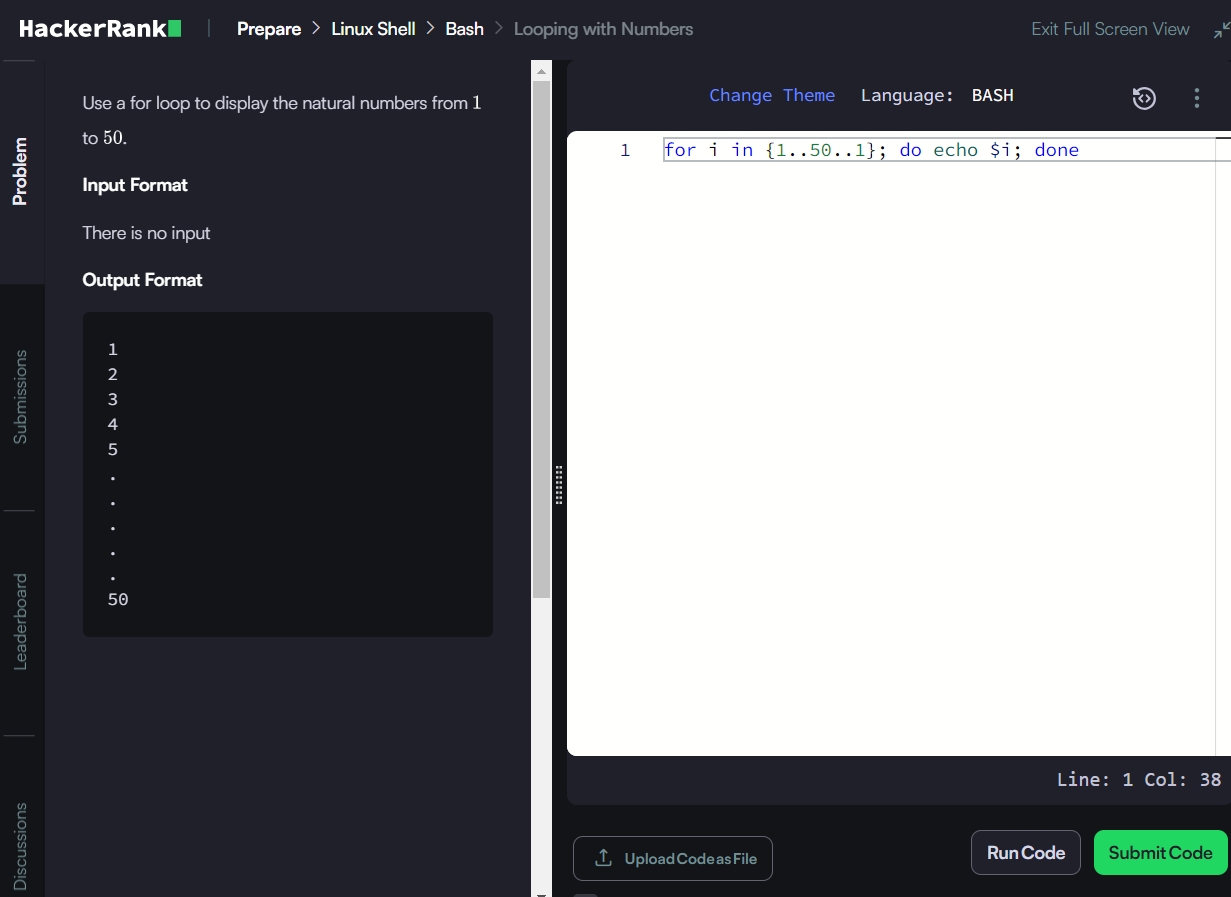 HackerRank
Prepare > Linux Shell > Bash > Looping with Numbers
Exit Full Screen View
Problem
Submissions
Leaderboard
Discussions
Use a for loop to display the natural numbers from 1
to 50.
Input Format
There is no input
Output Format
1
2
3
4
5
.
.
.
.
.
50
Change Theme
Language: BASH
1
for i in {1..50..1}; do echo $i; done
Line: 1 Col: 38
Upload Code as File
Run Code
Submit Code